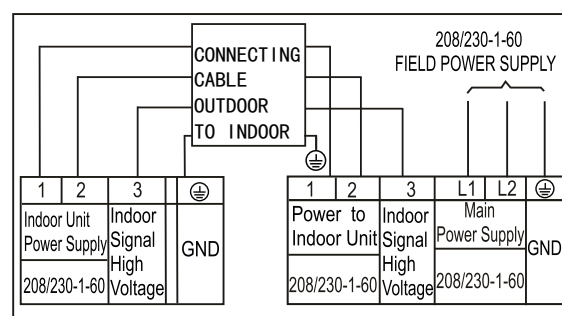 208/230-1-60
FIELD POWER SUPPLY
CONNECTING
CABLE
OUTDOOR
TO INDOOR
1 2 3
Indoor Unit
Power Supply
208/230-1-60
Indoor
Signal
High
Voltage
GND
1 2 3 L1 L2
Power to
Indoor Unit
208/230-1-60
Indoor
Signal
High
Voltage
Main
Power Supply
208/230-1-60
GND